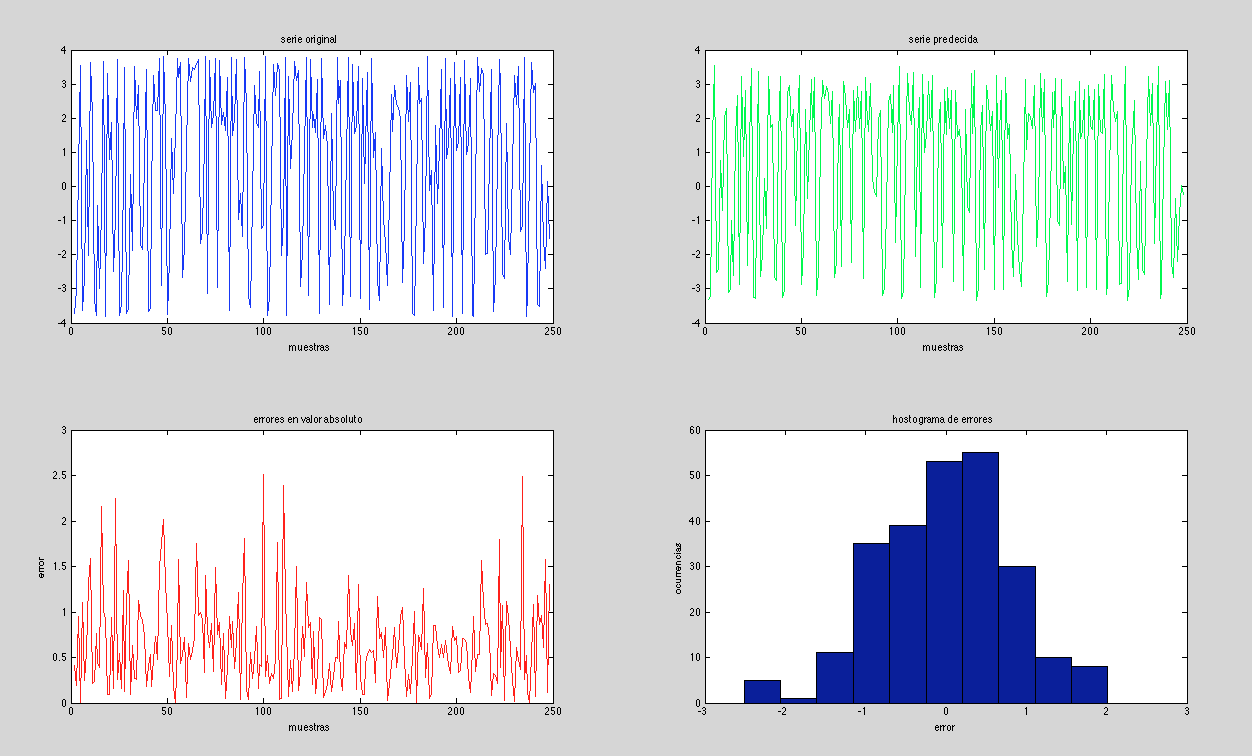 serie original
4
3
2
1
0
-1
-2
-3
-4
0 50 100 150 200 250
muestras
serie predecida
4
3
2
1
0
-1
-2
-3
-4
0 50 100 150 200 250
muestras
errores en valor absoluto
3
2.5
2
1.5
1
0.5
0
error
0 50 100 150 200 250
muestras
hostograma de errores
60
50
40
30
20
10
0
ocurrencias
-3 -2 -1 0 1 2 3
error